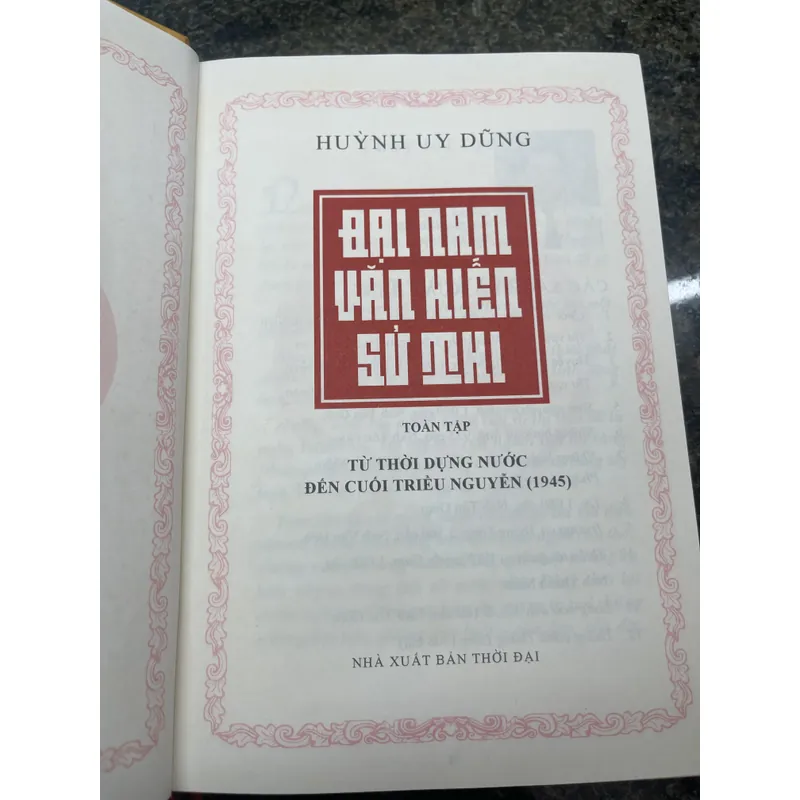 HUỲNH UY DŨNG
ĐẠI NAM
VĂN HIẾN
SỬ THI
TOÀN TẬP
TỪ THỜI DỰNG NƯỚC
ĐẾN CUỐI TRIỀU NGUYỄN (1945)
NHÀ XUẤT BẢN THỜI ĐẠI